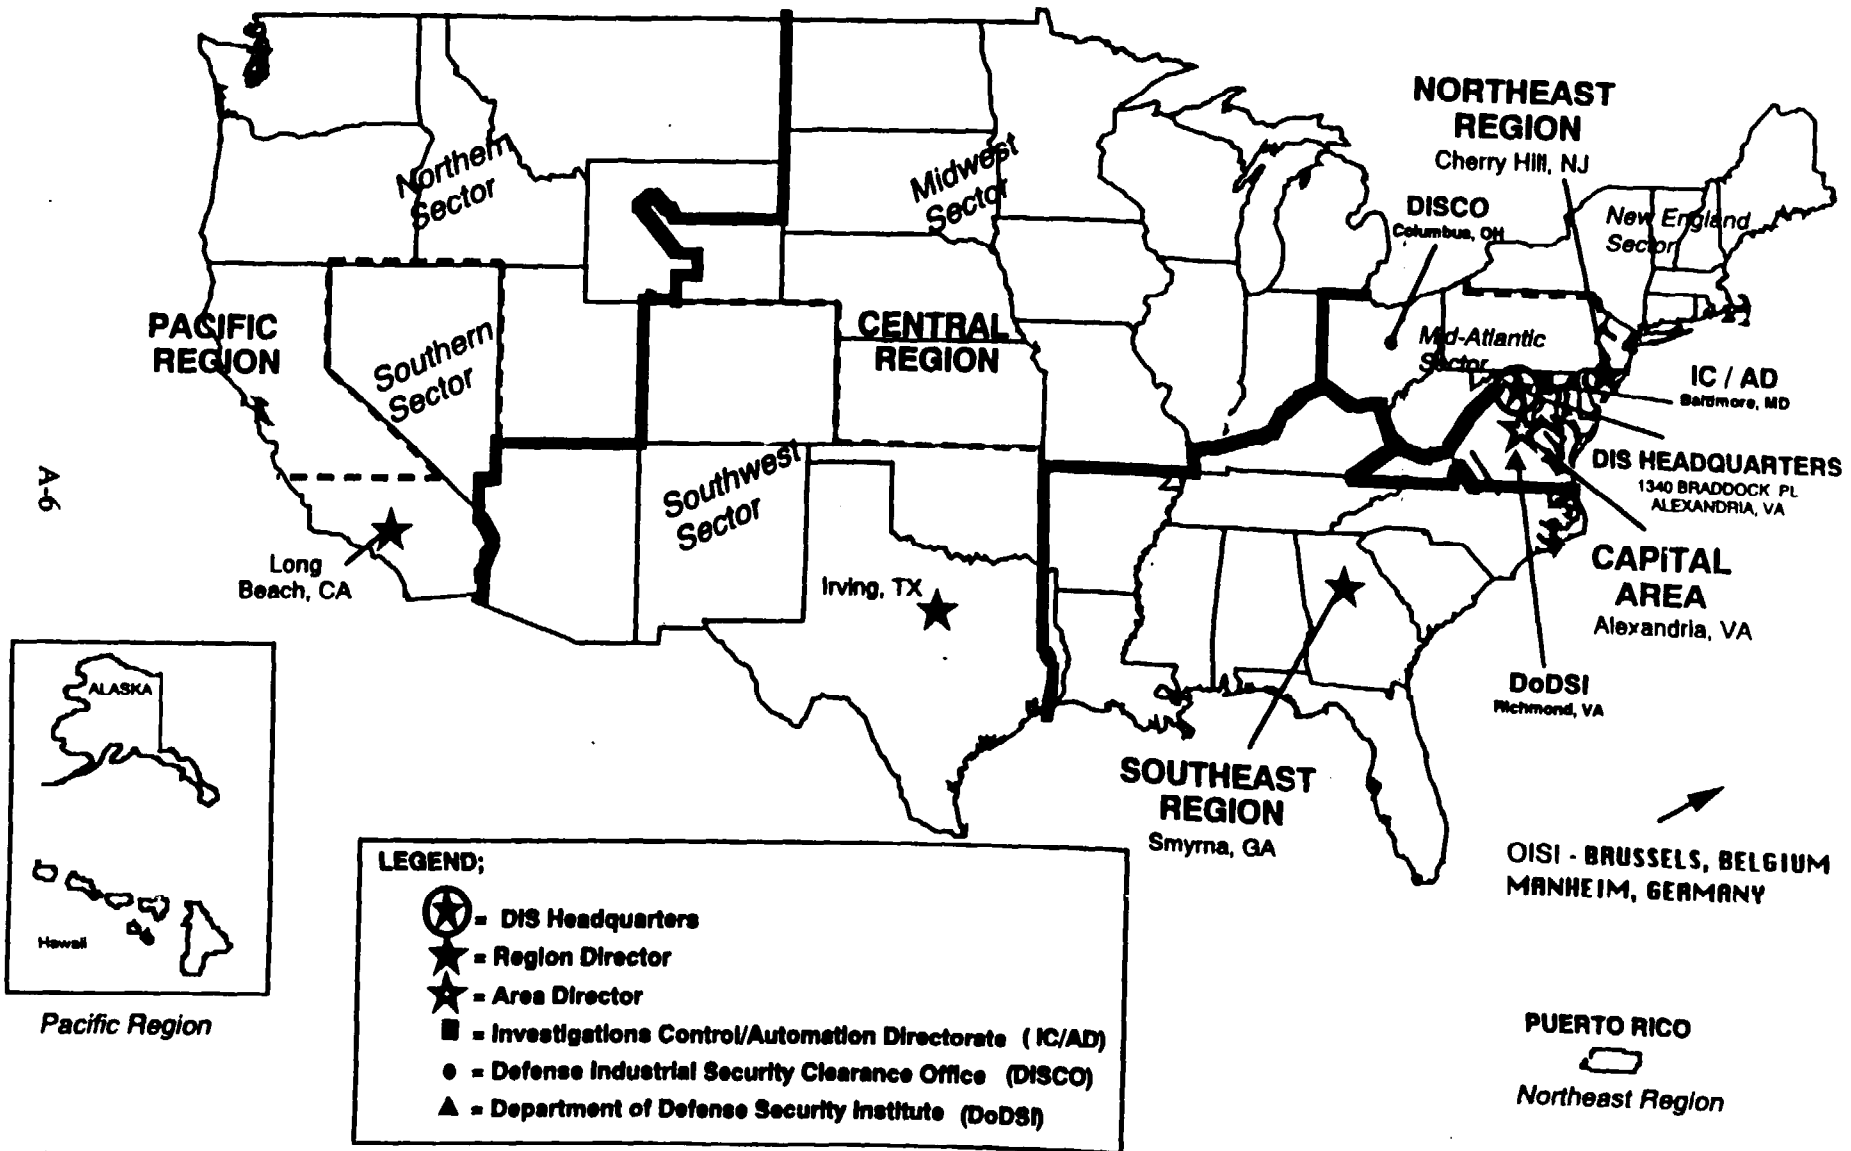 NORTHEAST
REGION
Cherry Hill, NJ
Northern
Sector
Midwest
Sector
DISCO
Columbus, OH
New England
Sector
PACIFIC
REGION
Southern
Sector
CENTRAL
REGION
Mid-Atlantic
Sector
IC / AD
Baltimore, MD
A-6
Southwest
Sector
DIS HEADQUARTERS
1340 BRADDOCK PL
ALEXANDRIA, VA
Long
Beach, CA
Irving, TX
CAPITAL
AREA
Alexandria, VA
ALASKA
DoDSI
Richmond, VA
SOUTHEAST
REGION
Smyrna, GA
OISI - BRUSSELS, BELGIUM
MANHEIM, GERMANY
Hawaii
Pacific Region
LEGEND;
= DIS Headquarters
= Region Director
= Area Director
= Investigations Control/Automation Directorate ( IC/AD)
= Defense Industrial Security Clearance Office (DISCO)
= Department of Defense Security Institute (DoDSI)
PUERTO RICO
Northeast Region